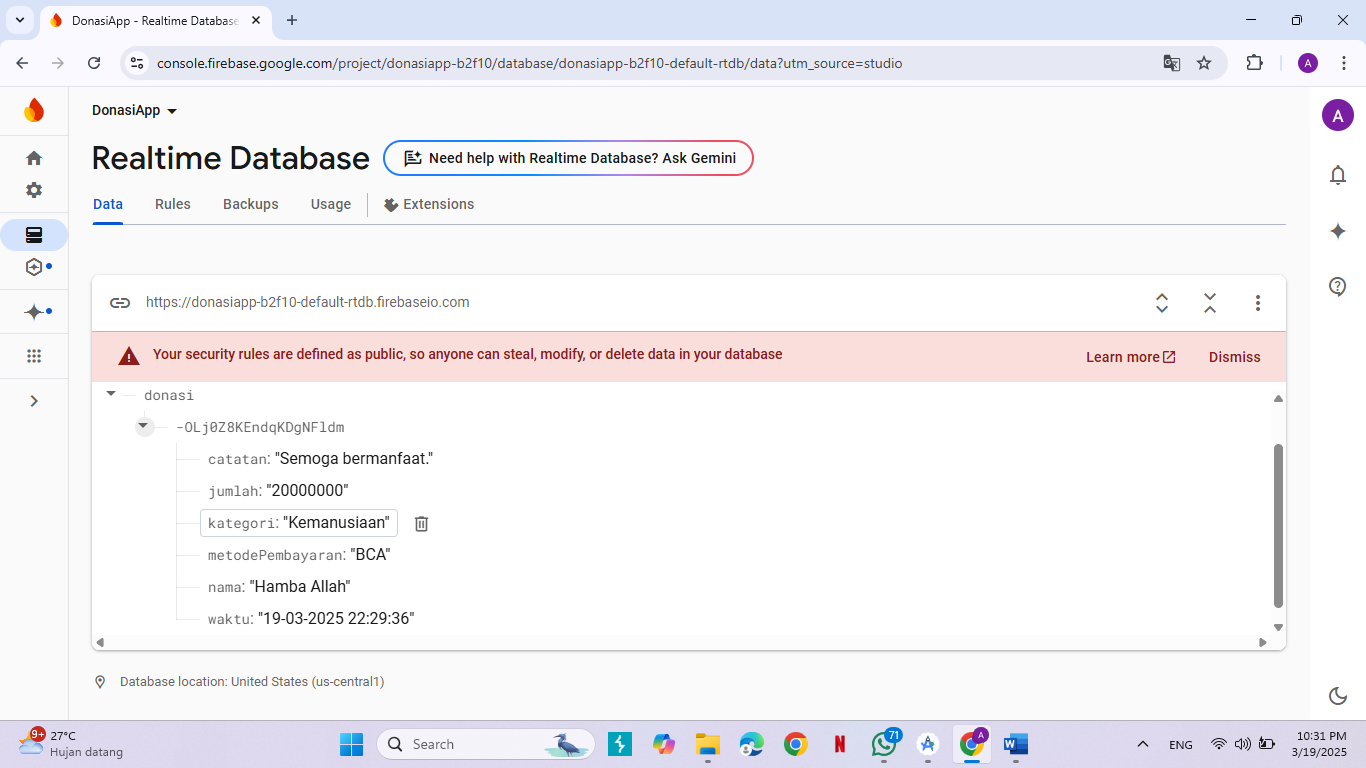 DonasiApp - Realtime Database
console.firebase.google.com/project/donasiapp-b2f10/database/donasiapp-b2f10-default-rtdb/data?utm_source=studio
A
DonasiApp
A
Realtime Database
Need help with Realtime Database? Ask Gemini
Data Rules Backups Usage Extensions
https://donasiapp-b2f10-default-rtdb.firebaseio.com
Your security rules are defined as public, so anyone can steal, modify, or delete data in your database
Learn more Dismiss
donasi
-OLj0Z8KEndqKDgNFldm
catatan: "Semoga bermanfaat."
jumlah: "20000000"
kategori: "Kemanusiaan"
metodePembayaran: "BCA"
nama: "Hamba Allah"
waktu: "19-03-2025 22:29:36"
Database location: United States (us-central1)
9+ 27°C
Hujan datang
Search
N
71
A
W
ENG
10:31 PM
3/19/2025